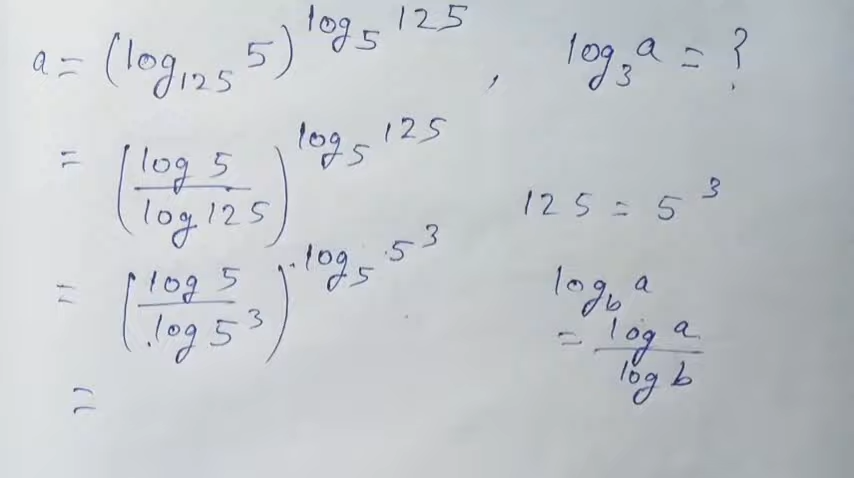 a = (log₁₂₅ 5)^(log₅ 125) , log₃ a = ?
= (log 5 / log 125)^(log₅ 125)
125 = 5³
= (log 5 / log 5³)^(log₅ 5³)
log_b a
= log a / log b
=